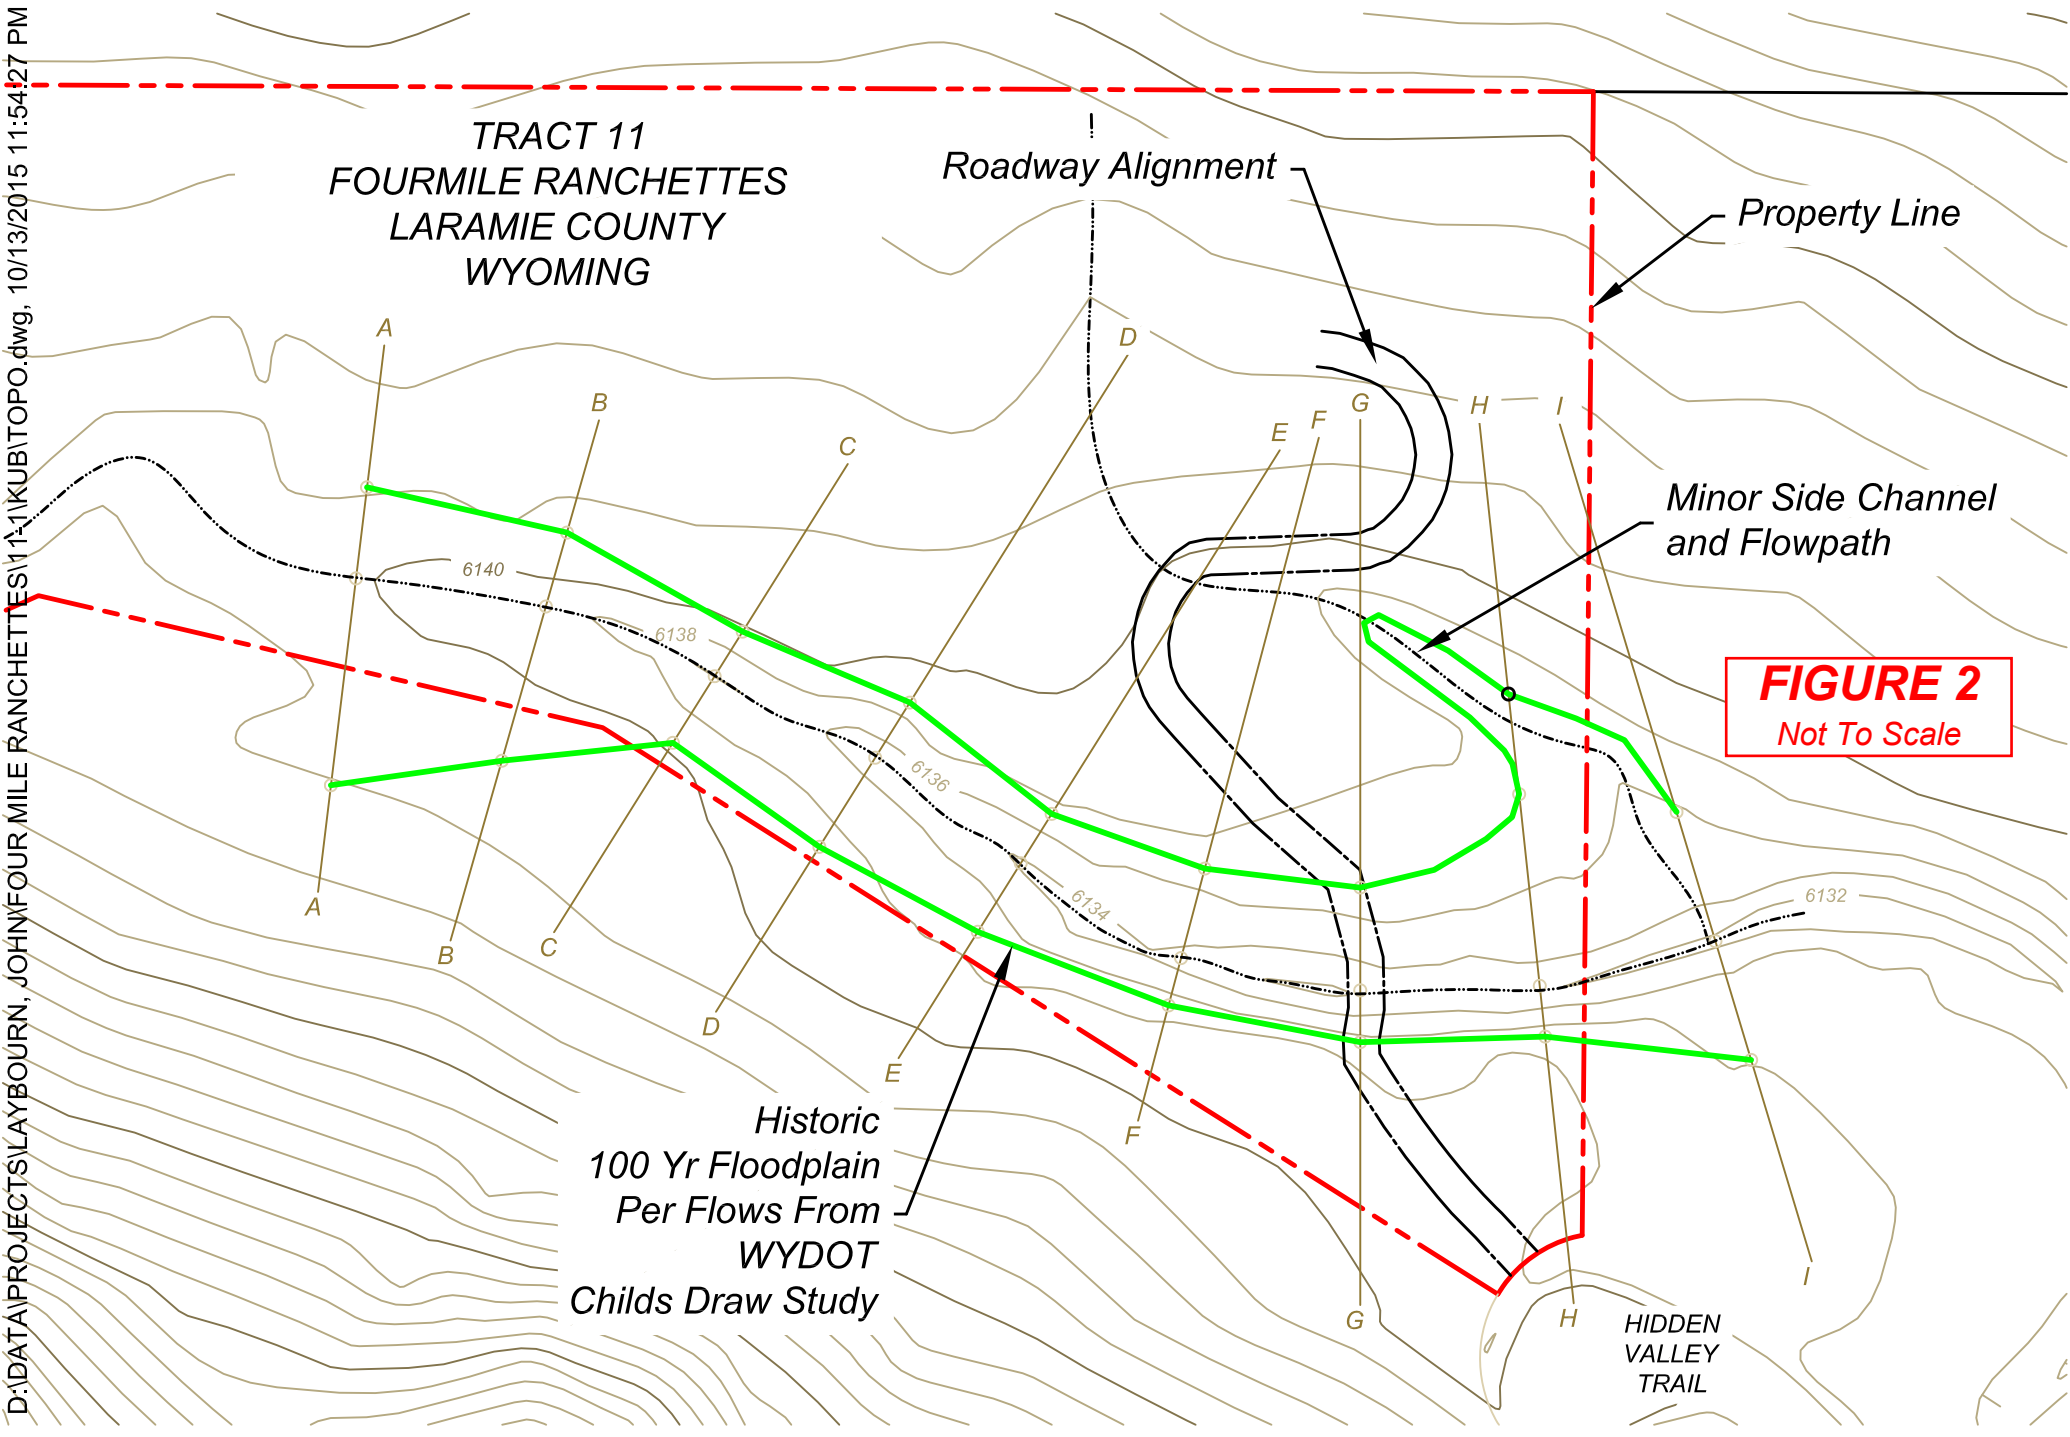 D:\DATA\PROJECTS\LAYBOURN, JOHN\FOUR MILE RANCHETTES\11-1\KUB\TOPO.dwg, 10/13/2015 11:54:27 PM
TRACT 11
FOURMILE RANCHETTES
LARAMIE COUNTY
WYOMING
Roadway Alignment
Property Line
A
B
C
D
E
F
G
H
I
Minor Side Channel
and Flowpath
6140
6138
6136
6134
6132
FIGURE 2
Not To Scale
A
B
C
D
E
F
G
H
I
Historic
100 Yr Floodplain
Per Flows From
WYDOT
Childs Draw Study
HIDDEN
VALLEY
TRAIL